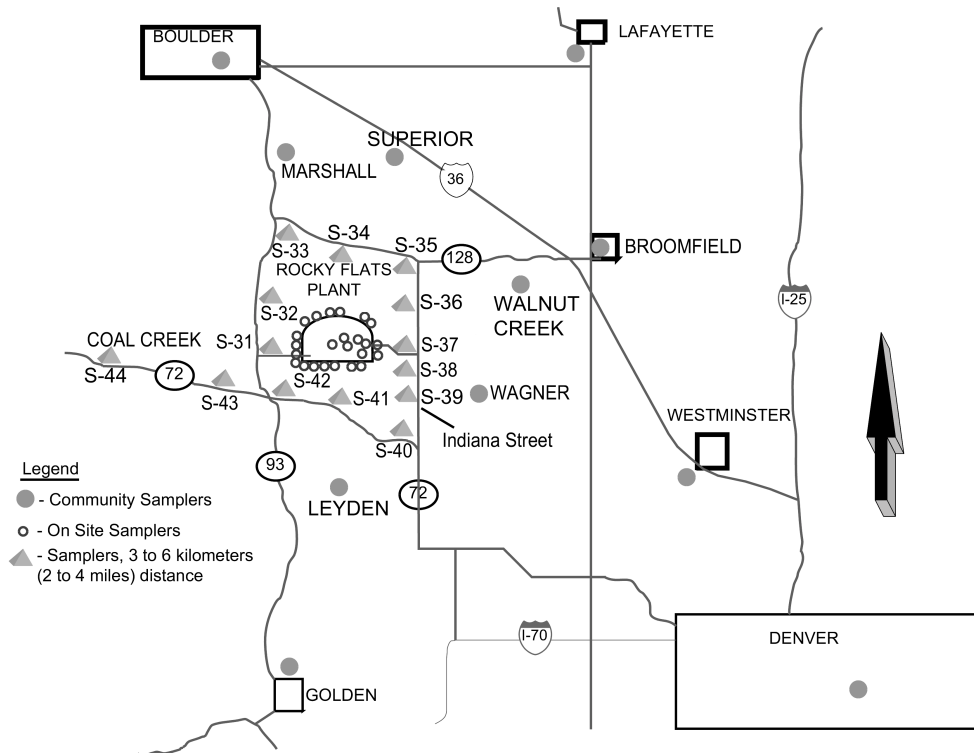 BOULDER
LAFAYETTE
SUPERIOR
MARSHALL
36
S-34
S-33
S-35
128
BROOMFIELD
ROCKY FLATS
PLANT
S-32
S-36
WALNUT
CREEK
I-25
COAL CREEK
S-31
S-37
S-44
72
S-42
S-38
S-43
S-41
S-39
WAGNER
WESTMINSTER
Indiana Street
S-40
93
72
LEYDEN
Legend
- Community Samplers
- On Site Samplers
- Samplers, 3 to 6 kilometers
(2 to 4 miles) distance
I-70
DENVER
GOLDEN